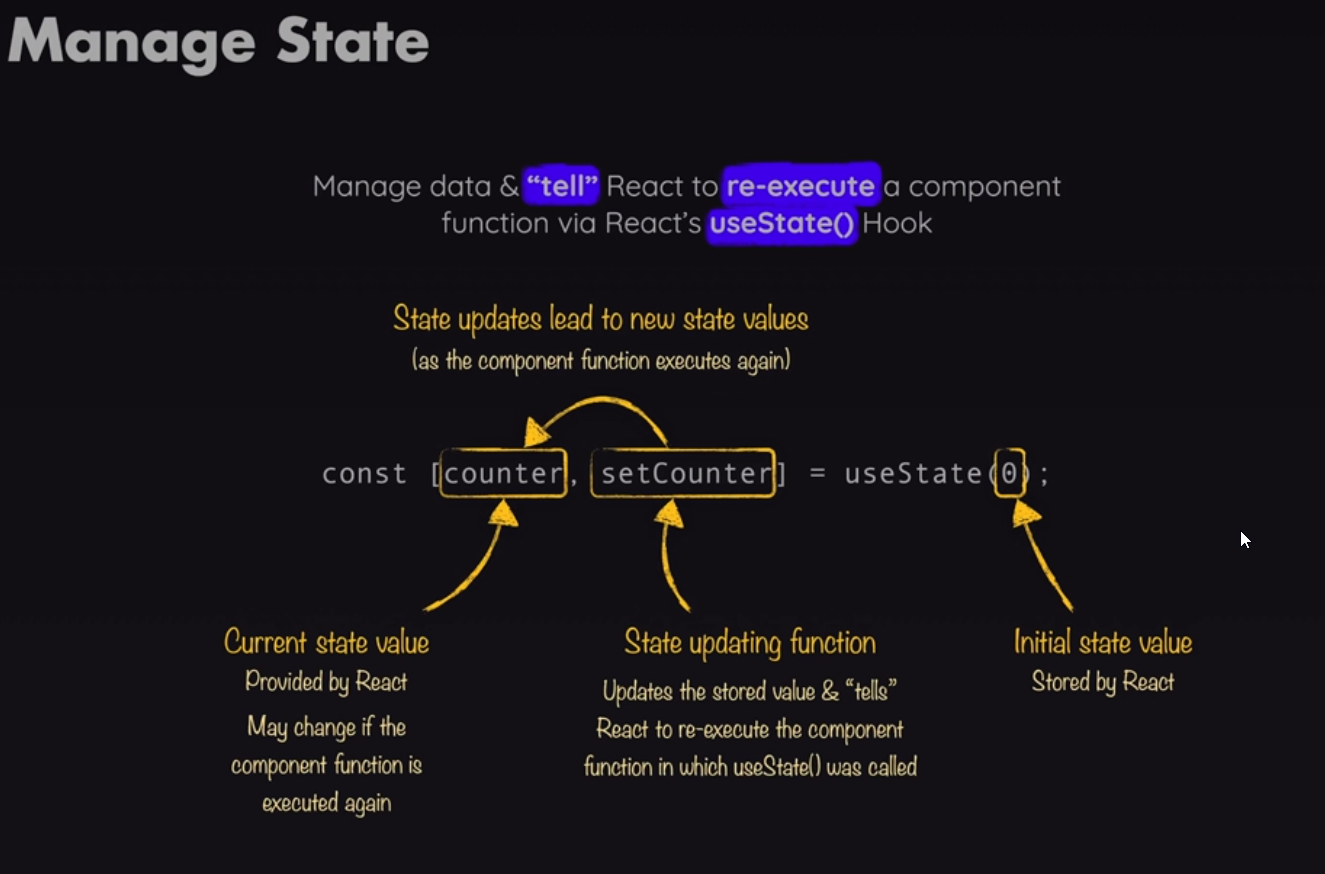 Manage State
Manage data & “tell” React to re-execute a component
function via React’s useState() Hook
State updates lead to new state values
(as the component function executes again)
const [counter, setCounter] = useState(0);
Current state value
Provided by React
May change if the
component function is
executed again
State updating function
Updates the stored value & “tells”
React to re-execute the component
function in which useState() was called
Initial state value
Stored by React